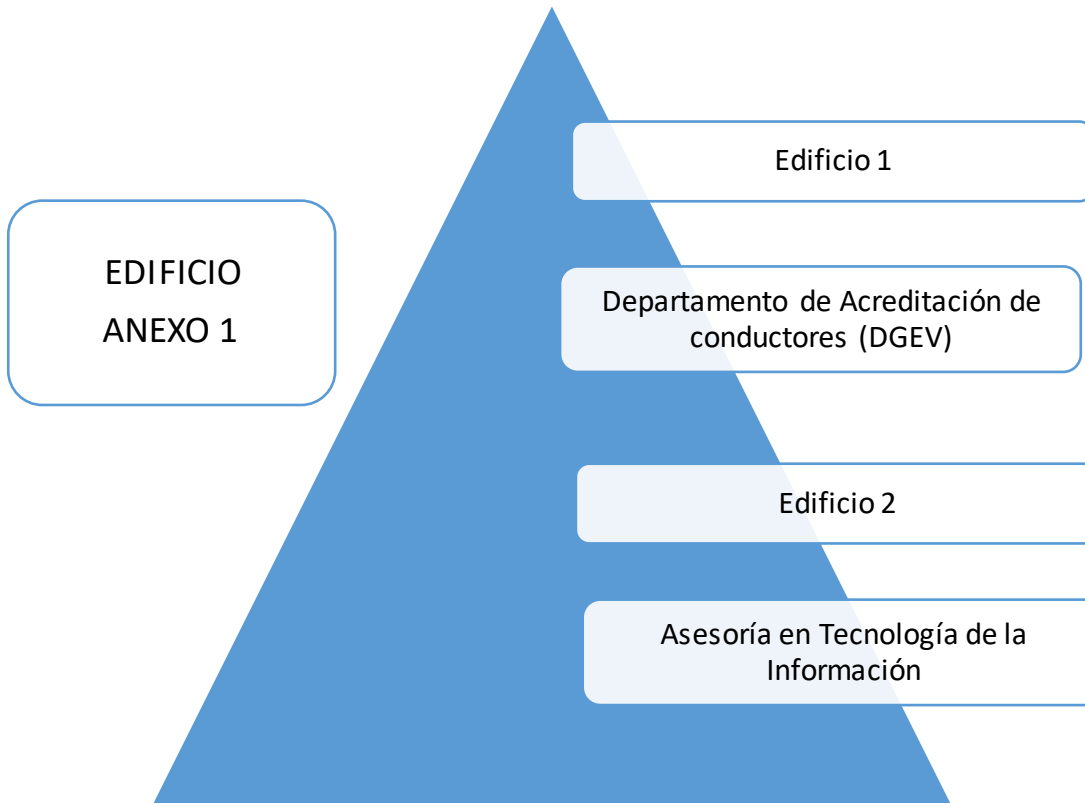 EDIFICIO
ANEXO 1
Edificio 1
Departamento de Acreditación de
conductores (DGEV)
Edificio 2
Asesoría en Tecnología de la
Información